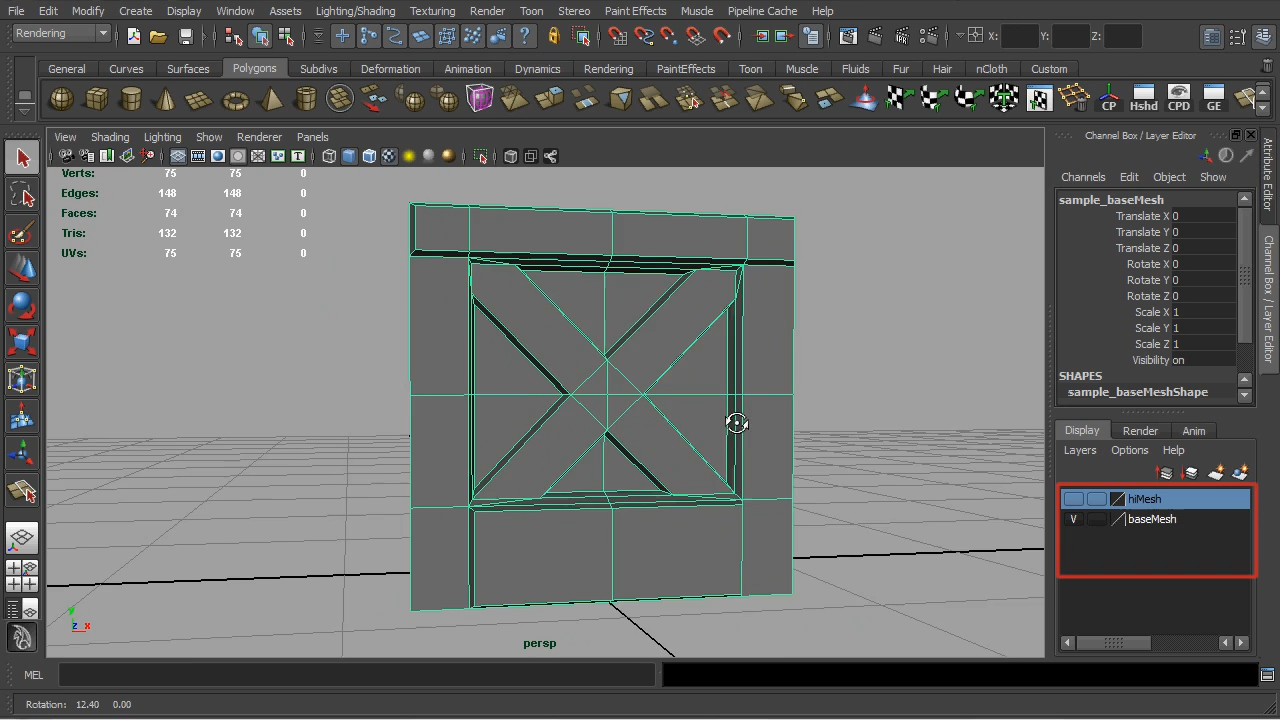 File Edit Modify Create Display Window Assets Lighting/Shading Texturing Render Toon Stereo Paint Effects Muscle Pipeline Cache Help
Rendering X: Y: Z:
General Curves Surfaces Polygons Subdivs Deformation Animation Dynamics Rendering PaintEffects Toon Muscle Fluids Fur Hair nCloth Custom
CP Hshd CPD GE
View Shading Lighting Show Renderer Panels
Channel Box / Layer Editor
Verts: 75 75 0
Edges: 148 148 0
Faces: 74 74 0
Tris: 132 132 0
UVs: 75 75 0
Channels Edit Object Show
sample_baseMesh
Translate X 0
Translate Y 0
Translate Z 0
Rotate X 0
Rotate Y 0
Rotate Z 0
Scale X 1
Scale Y 1
Scale Z 1
Visibility on
SHAPES
sample_baseMeshShape
Attribute Editor
Channel Box / Layer Editor
Display Render Anim
Layers Options Help
hiMesh
V baseMesh
y
z x
persp
MEL
Rotation: 12.40 0.00